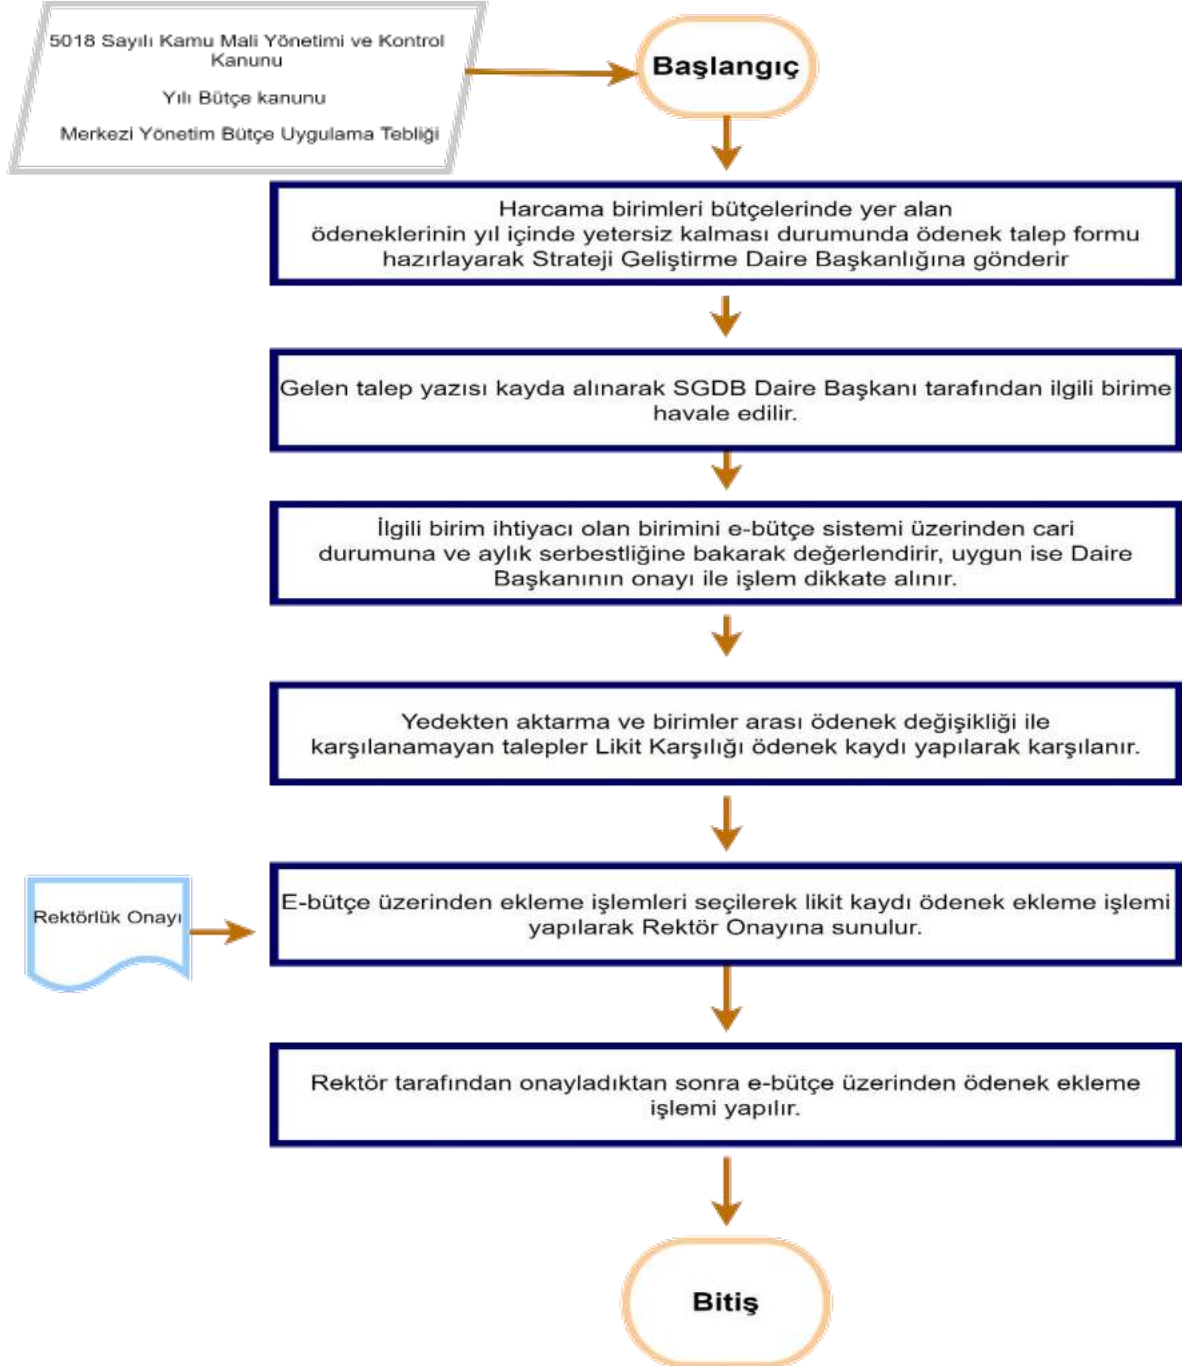 5018 Sayılı Kamu Mali Yönetimi ve Kontrol
Kanunu
Yılı Bütçe kanunu
Merkezi Yönetim Bütçe Uygulama Tebliği
Başlangıç
Harcama birimleri bütçelerinde yer alan
ödeneklerinin yıl içinde yetersiz kalması durumunda ödenek talep formu
hazırlayarak Strateji Geliştirme Daire Başkanlığına gönderir
Gelen talep yazısı kayda alınarak SGDB Daire Başkanı tarafından ilgili birime
havale edilir.
İlgili birim ihtiyacı olan birimini e-bütçe sistemi üzerinden cari
durumuna ve aylık serbestliğine bakarak değerlendirir, uygun ise Daire
Başkanının onayı ile işlem dikkate alınır.
Yedekten aktarma ve birimler arası ödenek değişikliği ile
karşılanamayan talepler Likit Karşılığı ödenek kaydı yapılarak karşılanır.
Rektörlük Onayı
E-bütçe üzerinden ekleme işlemleri seçilerek likit kaydı ödenek ekleme işlemi
yapılarak Rektör Onayına sunulur.
Rektör tarafından onayladıktan sonra e-bütçe üzerinden ödenek ekleme
işlemi yapılır.
Bitiş